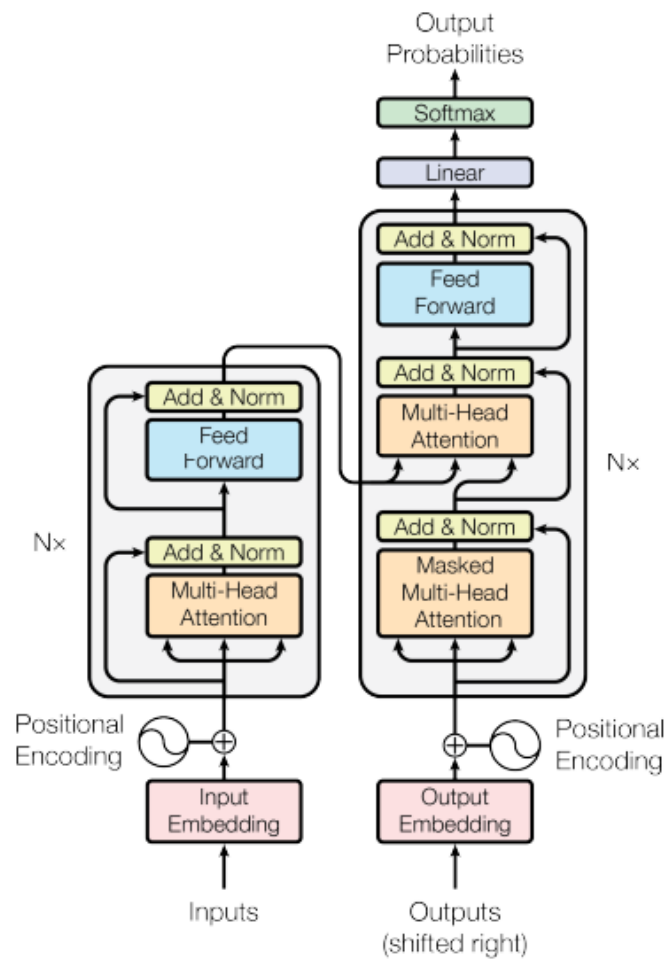 Output
Probabilities
Softmax
Linear
Add & Norm
Feed
Forward
Add & Norm
Multi-Head
Attention
Nx
Add & Norm
Masked
Multi-Head
Attention
Add & Norm
Feed
Forward
Nx
Add & Norm
Multi-Head
Attention
Positional
Encoding
Positional
Encoding
Input
Embedding
Output
Embedding
Inputs
Outputs
(shifted right)